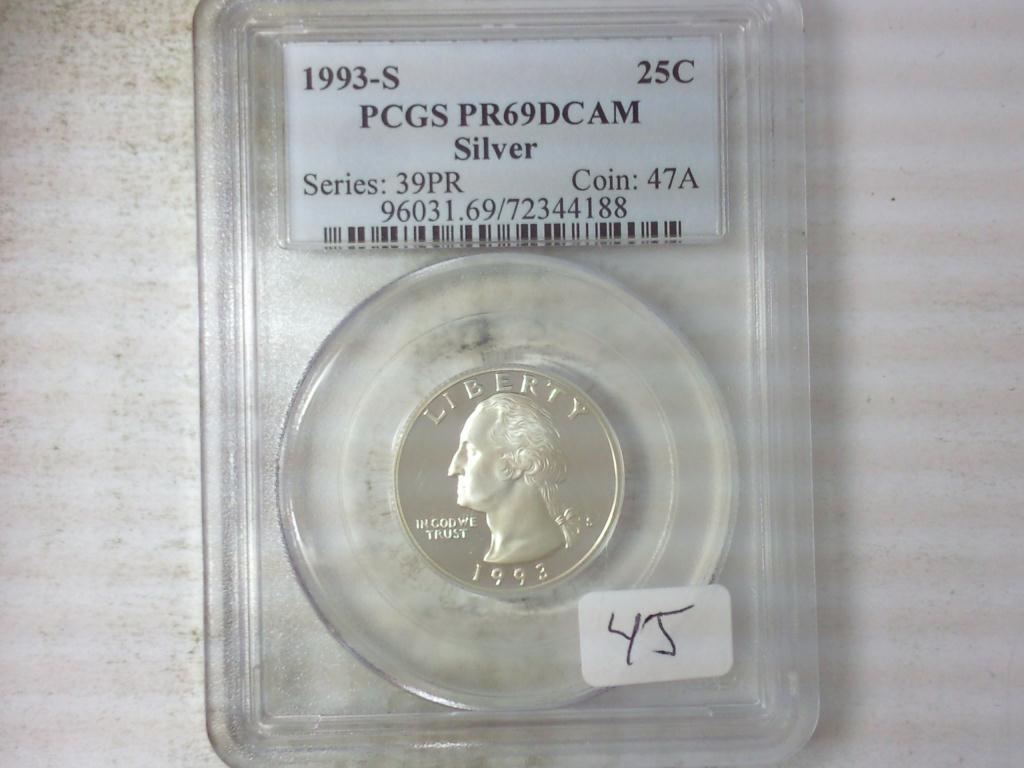 1993-S 25C
PCGS PR69DCAM
Silver
Series: 39PR Coin: 47A
96031.69/72344188
LIBERTY
IN GOD WE
TRUST
S
1993
45